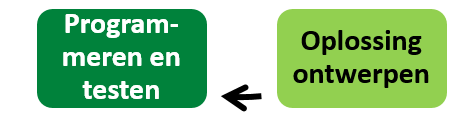 Program-
meren en
testen
Oplossing
ontwerpen